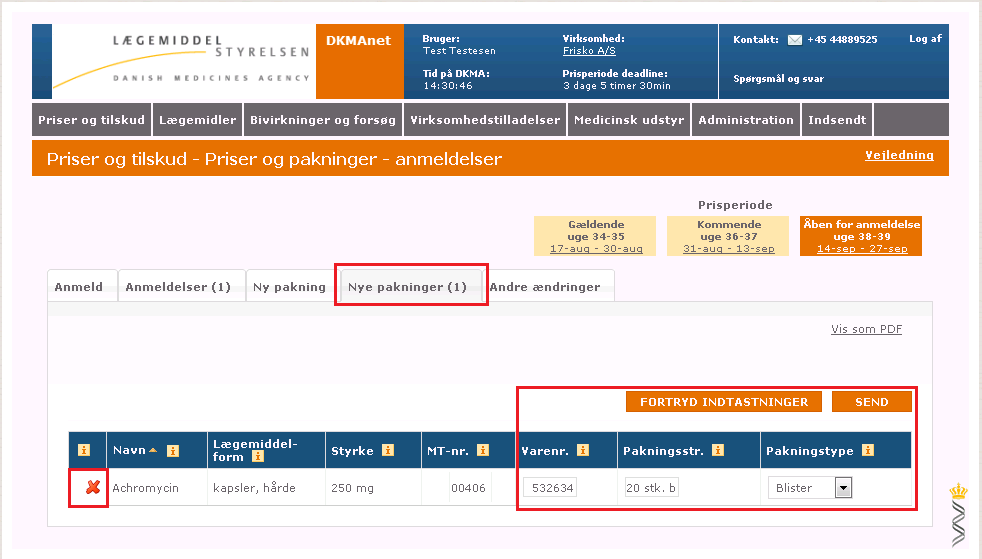 LÆGEMIDDEL
STYRELSEN
DANISH MEDICINES AGENCY
DKMAnet
Bruger:
Test Testesen
Virksomhed:
Frisko A/S
Tid på DKMA:
14:30:46
Prisperiode deadline:
3 dage 5 timer 30min
Kontakt: +45 44889525
Log af
Spørgsmål og svar
Priser og tilskud Lægemidler Bivirkninger og forsøg Virksomhedstilladelser Medicinsk udstyr Administration Indsendt
Priser og tilskud - Priser og pakninger - anmeldelser
Vejledning
Prisperiode
Gældende
uge 34-35
17-aug - 30-aug
Kommende
uge 36-37
31-aug - 13-sep
Åben for anmeldelse
uge 38-39
14-sep - 27-sep
Anmeld Anmeldelser (1) Ny pakning Nye pakninger (1) Andre ændringer
Vis som PDF
FORTRYD INDTASTNINGER SEND
Navn
Lægemiddel-
form
Styrke
MT-nr.
Varenr.
Pakningsstr.
Pakningstype
Achromycin kapsler, hårde 250 mg 00406 532634 20 stk. b Blister